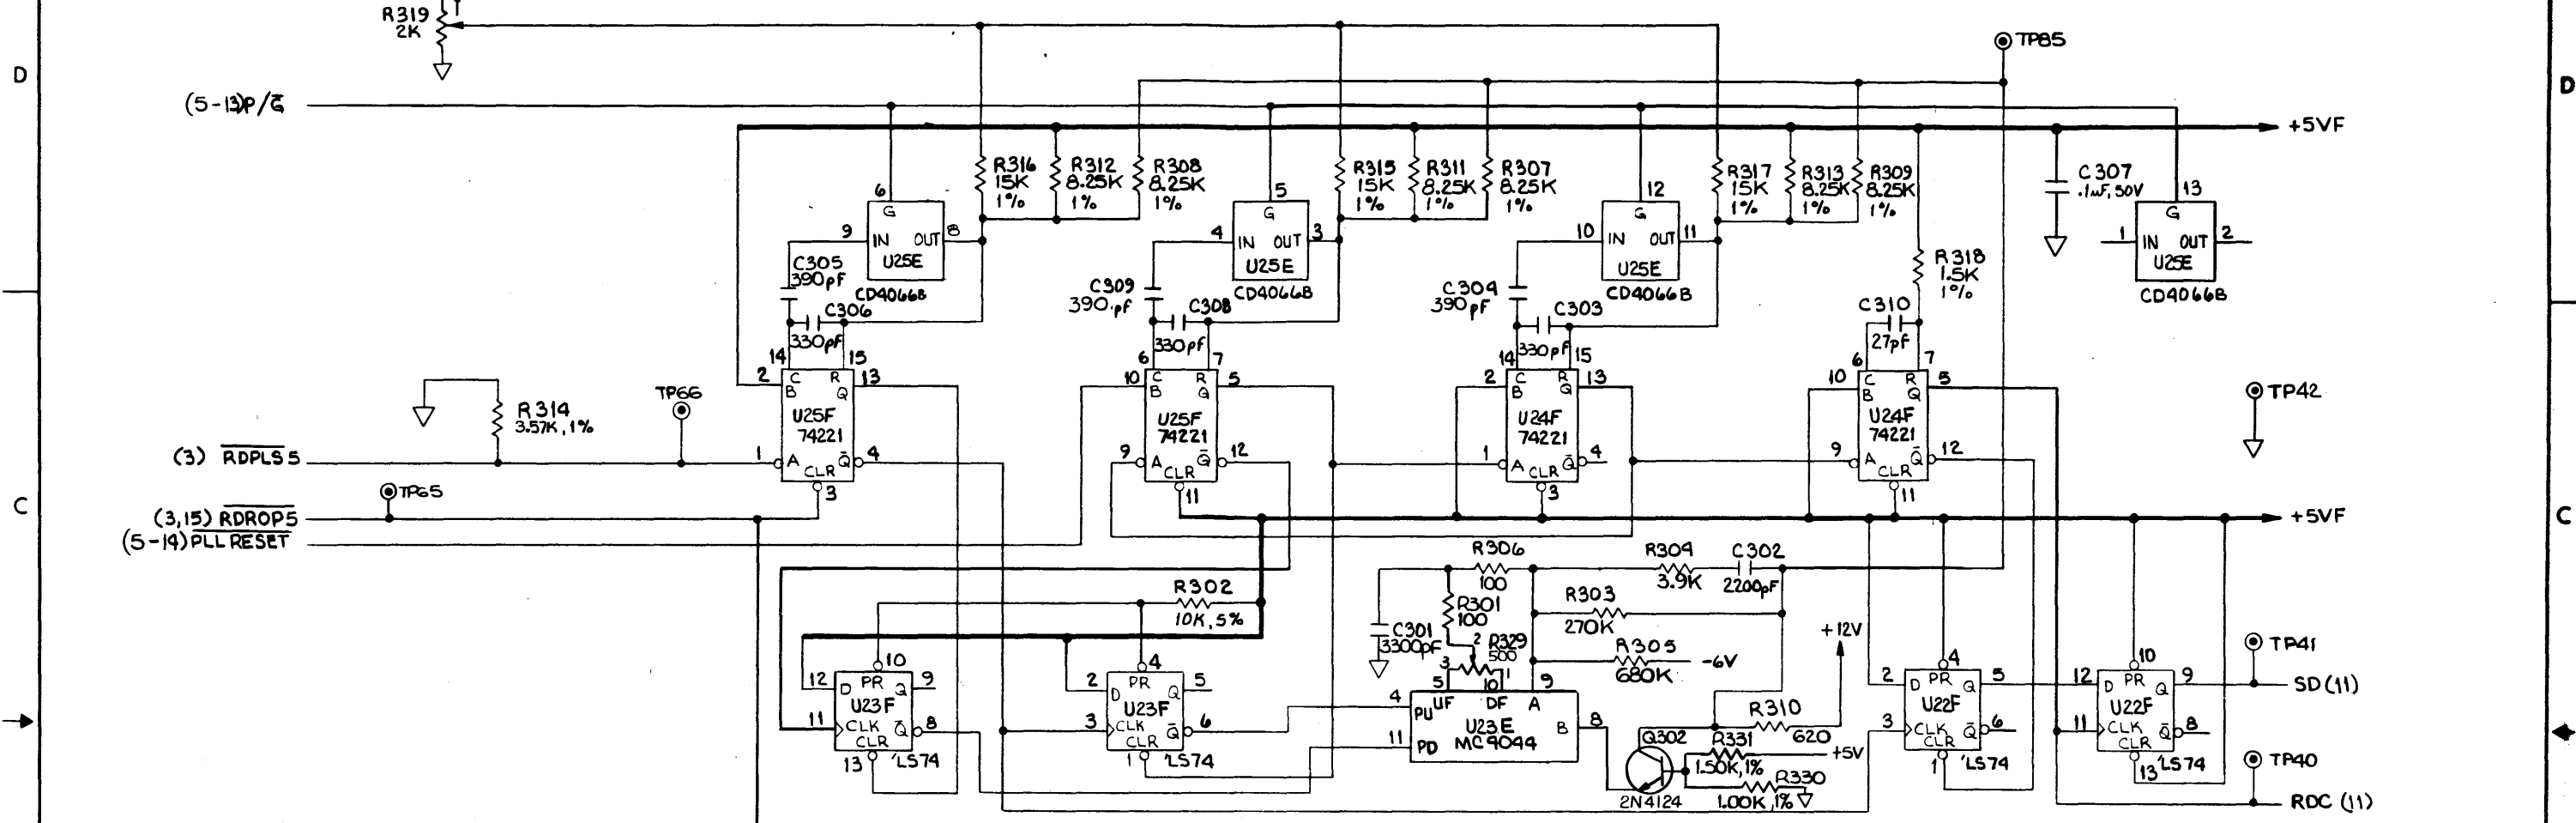 R319
2K
D
(5-13)P/G̅
TP85
D
+5VF
R316
15K
1%
R312
8.25K
1%
R308
8.25K
1%
R315
15K
1%
R311
8.25K
1%
R307
8.25K
1%
R317
15K
1%
R313
8.25K
1%
R309
8.25K
1%
C307
.1uF, 50V
6
G
9
IN
OUT
8
U25E
CD4066B
5
G
4
IN
OUT
3
U25E
CD4066B
12
G
10
IN
OUT
11
U25E
CD4066B
13
G
1
IN
OUT
2
U25E
CD4066B
R318
1.5K
1%
C305
390pF
C306
330pf
C309
390.pf
C308
330pf
C304
390pf
C303
330pf
C310
27pf
14
15
2
C
R
B
Q
13
U25F
74221
1
A
CLR
Q̅
4
3
6
7
10
C
R
B
Q
5
U25F
74221
9
A
CLR
Q̅
12
11
14
15
2
C
R
B
Q
13
U24F
74221
1
A
CLR
Q̅
4
3
6
7
10
C
R
B
Q
5
U24F
74221
9
A
CLR
Q̅
12
11
R314
3.57K, 1%
TP66
TP42
(3) RDPLS5
TP65
C
(3,15) RDROP5
(5-14) PLL RESET
+5VF
C
R302
10K, 5%
R306
100
R304
3.9K
C302
2200pF
R301
100
R303
270K
C301
3300pF
2
R329
500
3
1
R305
680K
-6V
+12V
12
10
D
PR
Q
9
U23F
11
CLK
Q̅
8
CLR
13
'LS74
2
4
D
PR
Q
5
U23F
3
CLK
Q̅
6
CLR
1
'LS74
5
10
9
4
UF
DF
A
PU
U23E
MC4044
B
8
11
PD
R310
620
Q302
2N4124
R331
1.50K, 1%
+5V
R330
1.00K, 1%
2
4
D
PR
Q
5
U22F
3
CLK
Q̅
6
CLR
1
'LS74
12
10
D
PR
Q
9
U22F
11
CLK
Q̅
8
CLR
13
'LS74
TP41
SD (11)
TP40
RDC (11)